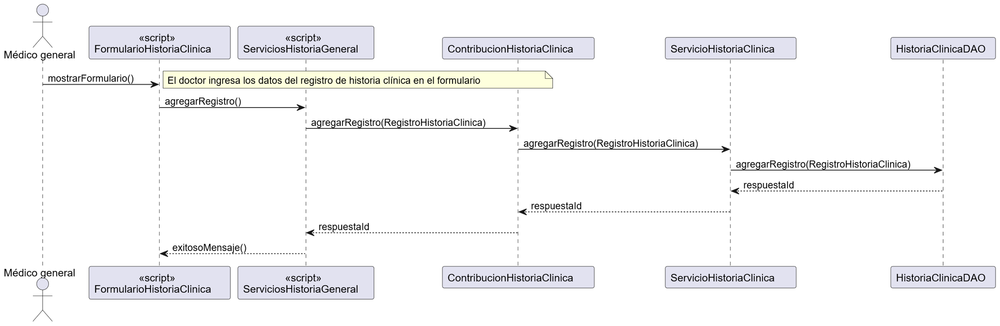 Médico general
«script»
FormularioHistoriaClinica
«script»
ServiciosHistoriaGeneral
ContribucionHistoriaClinica
ServicioHistoriaClinica
HistoriaClinicaDAO
mostrarFormulario()
El doctor ingresa los datos del registro de historia clínica en el formulario
agregarRegistro()
agregarRegistro(RegistroHistoriaClinica)
agregarRegistro(RegistroHistoriaClinica)
agregarRegistro(RegistroHistoriaClinica)
respuestaId
respuestaId
respuestaId
exitosoMensaje()
Médico general
«script»
FormularioHistoriaClinica
«script»
ServiciosHistoriaGeneral
ContribucionHistoriaClinica
ServicioHistoriaClinica
HistoriaClinicaDAO